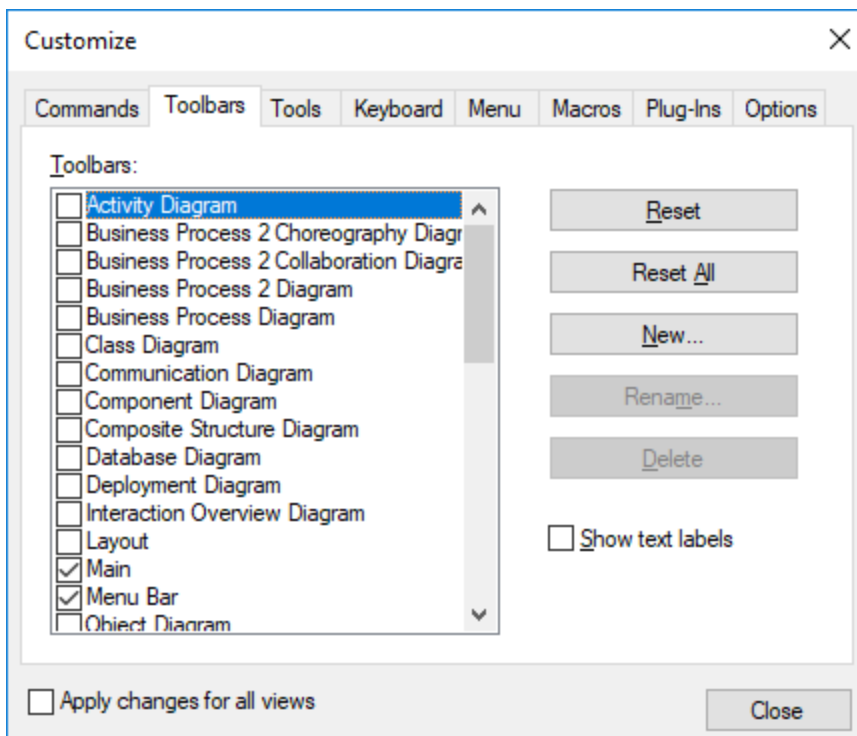 Customize
Commands Toolbars Tools Keyboard Menu Macros Plug-Ins Options
Toolbars:
Activity Diagram
Business Process 2 Choreography Diagr
Business Process 2 Collaboration Diagra
Business Process 2 Diagram
Business Process Diagram
Class Diagram
Communication Diagram
Component Diagram
Composite Structure Diagram
Database Diagram
Deployment Diagram
Interaction Overview Diagram
Layout
Main
Menu Bar
Object Diagram
Reset
Reset All
New...
Rename...
Delete
Show text labels
Apply changes for all views
Close